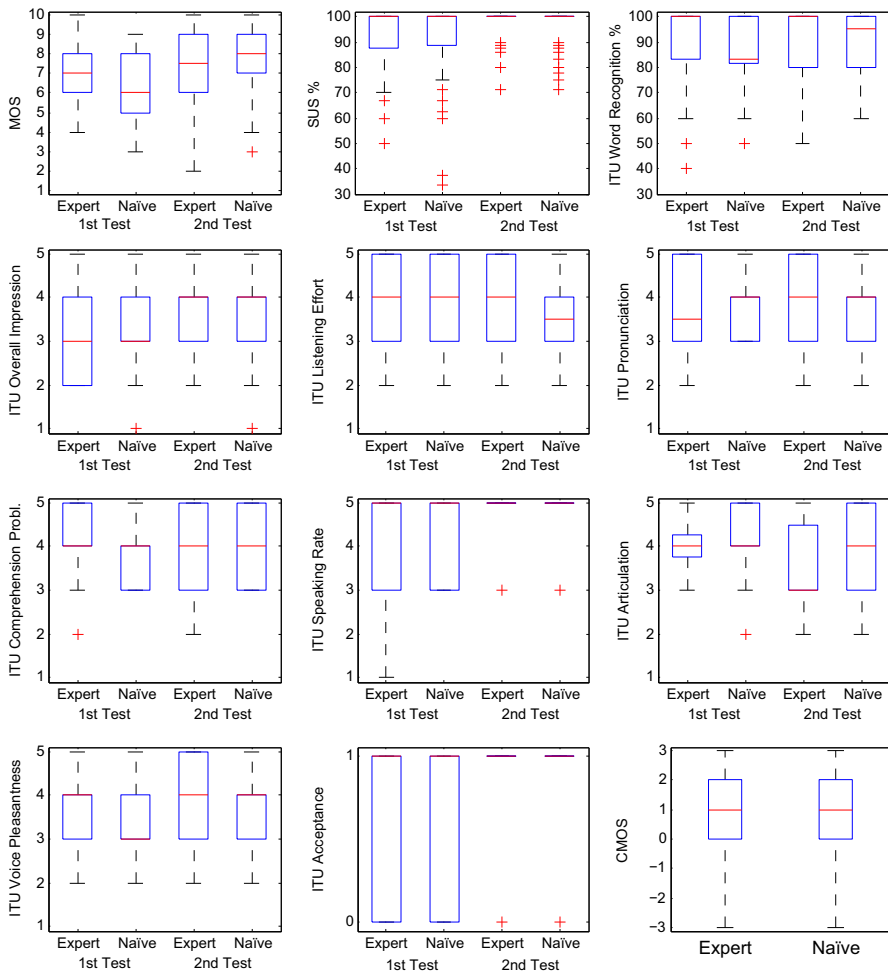 MOS
10
9
8
7
6
5
4
3
2
1
Expert Naïve Expert Naïve
1st Test 2nd Test
SUS %
100
90
80
70
60
50
40
30
Expert Naïve Expert Naïve
1st Test 2nd Test
ITU Word Recognition %
100
90
80
70
60
50
40
30
Expert Naïve Expert Naïve
1st Test 2nd Test
ITU Overall Impression
5
4
3
2
1
Expert Naïve Expert Naïve
1st Test 2nd Test
ITU Listening Effort
5
4
3
2
1
Expert Naïve Expert Naïve
1st Test 2nd Test
ITU Pronunciation
5
4
3
2
1
Expert Naïve Expert Naïve
1st Test 2nd Test
ITU Comprehension Probl.
5
4
3
2
1
Expert Naïve Expert Naïve
1st Test 2nd Test
ITU Speaking Rate
5
4
3
2
1
Expert Naïve Expert Naïve
1st Test 2nd Test
ITU Articulation
5
4
3
2
1
Expert Naïve Expert Naïve
1st Test 2nd Test
ITU Voice Pleasantness
5
4
3
2
1
Expert Naïve Expert Naïve
1st Test 2nd Test
ITU Acceptance
1
0
Expert Naïve Expert Naïve
1st Test 2nd Test
CMOS
3
2
1
0
−1
−2
−3
Expert Naïve